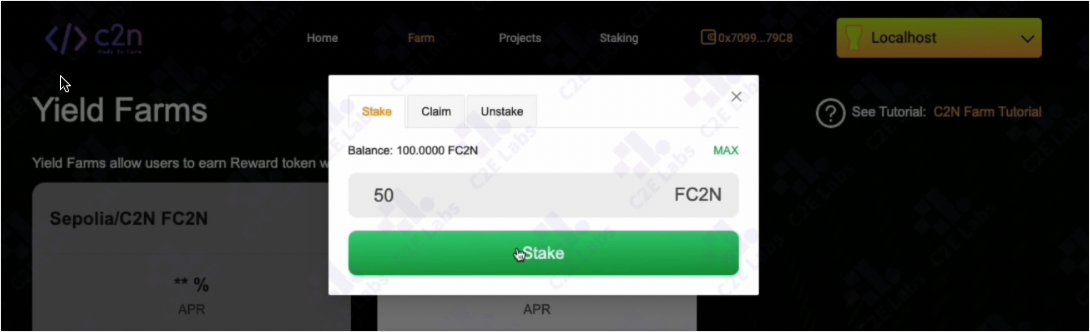 </> c2n
Code to Earn
Home
Farm
Projects
Staking
0x7099...79C8
Localhost
Yield Farms
See Tutorial: C2N Farm Tutorial
Yield Farms allow users to earn Reward token w
Stake
Claim
Unstake
×
Balance: 100.0000 FC2N
MAX
50
FC2N
Stake
Sepolia/C2N FC2N
** %
APR
APR
C2E Labs